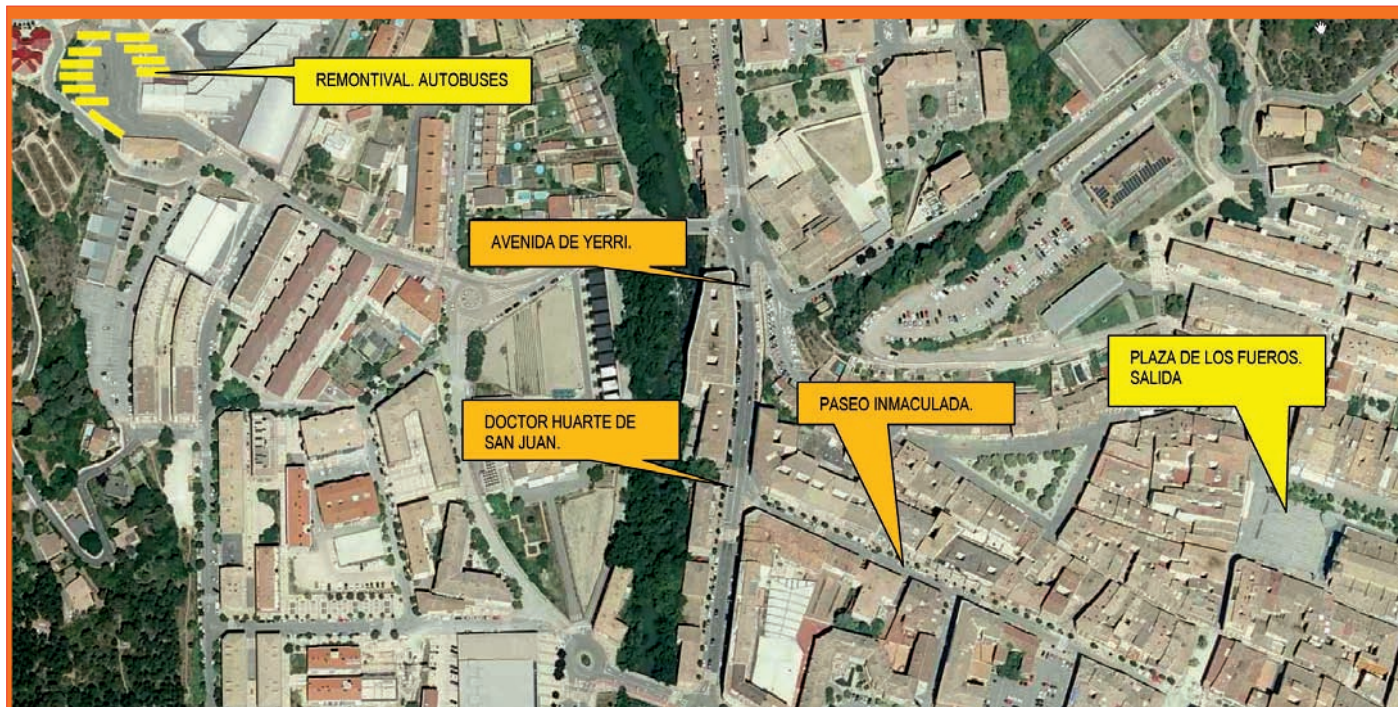 REMONTIVAL. AUTOBUSES
AVENIDA DE YERRI.
PLAZA DE LOS FUEROS.
SALIDA
PASEO INMACULADA.
DOCTOR HUARTE DE
SAN JUAN.